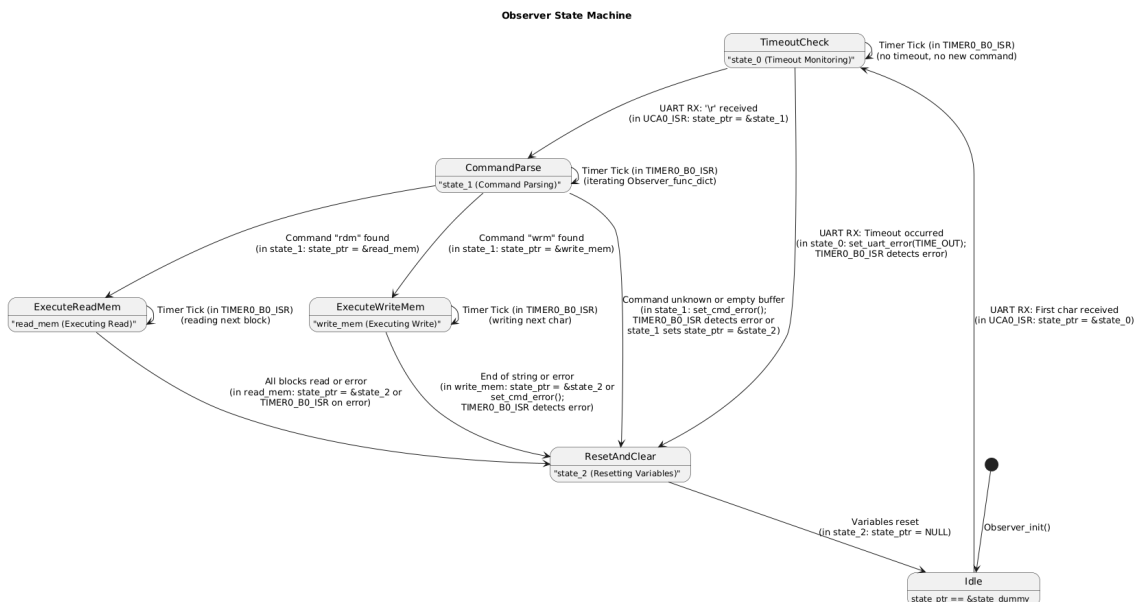 Observer State Machine
TimeoutCheck
"state_0 (Timeout Monitoring)"
Timer Tick (in TIMER0_B0_ISR)
(no timeout, no new command)
UART RX: '\r' received
(in UCA0_ISR: state_ptr = &state_1)
CommandParse
"state_1 (Command Parsing)"
Timer Tick (in TIMER0_B0_ISR)
(iterating Observer_func_dict)
Command "rdm" found
(in state_1: state_ptr = &read_mem)
Command "wrm" found
(in state_1: state_ptr = &write_mem)
UART RX: Timeout occurred
(in state_0: set_uart_error(TIME_OUT);
TIMER0_B0_ISR detects error)
ExecuteReadMem
"read_mem (Executing Read)"
Timer Tick (in TIMER0_B0_ISR)
(reading next block)
ExecuteWriteMem
"write_mem (Executing Write)"
Timer Tick (in TIMER0_B0_ISR)
(writing next char)
Command unknown or empty buffer
(in state_1: set_cmd_error();
TIMER0_B0_ISR detects error or
state_1 sets state_ptr = &state_2)
UART RX: First char received
(in UCA0_ISR: state_ptr = &state_0)
All blocks read or error
(in read_mem: state_ptr = &state_2 or
TIMER0_B0_ISR on error)
End of string or error
(in write_mem: state_ptr = &state_2 or
set_cmd_error();
TIMER0_B0_ISR detects error)
ResetAndClear
"state_2 (Resetting Variables)"
Variables reset
(in state_2: state_ptr = NULL)
Observer_init()
Idle
state_ptr == &state_dummy